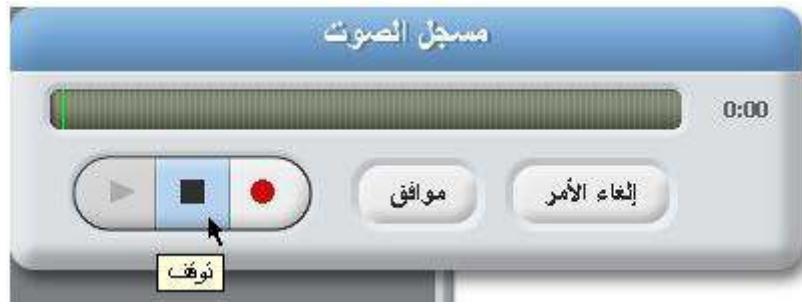 مسجل الصوت
0:00
إلغاء الأمر
موافق
توقف